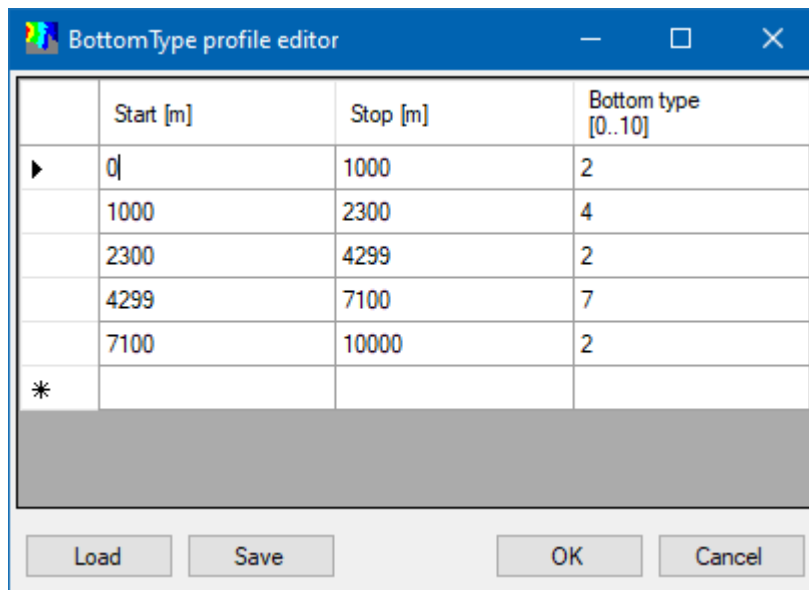 BottomType profile editor
Start [m] Stop [m] Bottom type
[0..10]
0 1000 2
1000 2300 4
2300 4299 2
4299 7100 7
7100 10000 2
Load Save OK Cancel